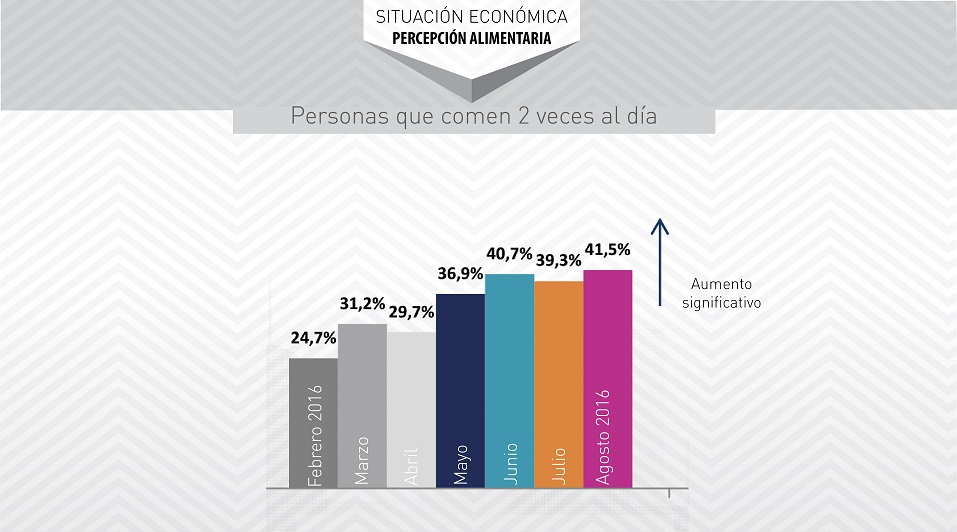 SITUACIÓN ECONÓMICA
PERCEPCIÓN ALIMENTARIA
Personas que comen 2 veces al día
24,7%
31,2%
29,7%
36,9%
40,7%
39,3%
41,5%
Aumento
significativo
Febrero 2016
Marzo
Abril
Mayo
Junio
Julio
Agosto 2016